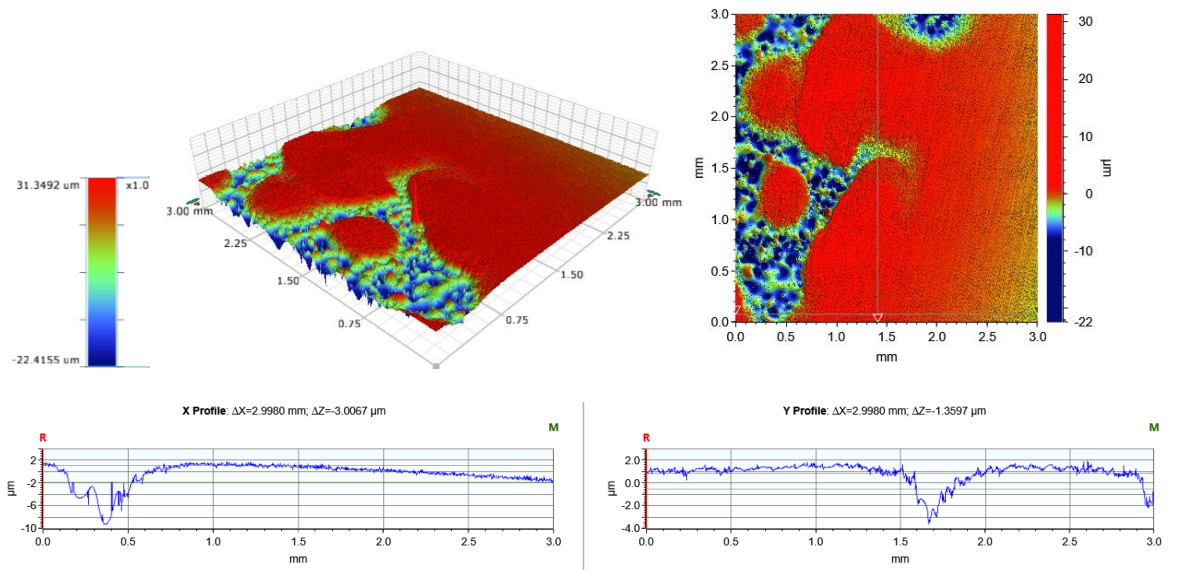 31.3492 um
x1.0
-22.4155 um
3.00 mm
2.25
1.50
0.75
0.75
1.50
2.25
3.00 mm
3.0
2.5
2.0
1.5
1.0
0.5
0.0
mm
0.0 0.5 1.0 1.5 2.0 2.5 3.0
mm
30
20
10
0
-10
-22
µm
X Profile: ΔX=2.9980 mm; ΔZ=-3.0067 µm
R
M
2
-2
-6
-10
µm
0.0 0.5 1.0 1.5 2.0 2.5 3.0
mm
Y Profile: ΔX=2.9980 mm; ΔZ=-1.3597 µm
R
M
2.0
0.0
-2.0
-4.0
µm
0.0 0.5 1.0 1.5 2.0 2.5 3.0
mm